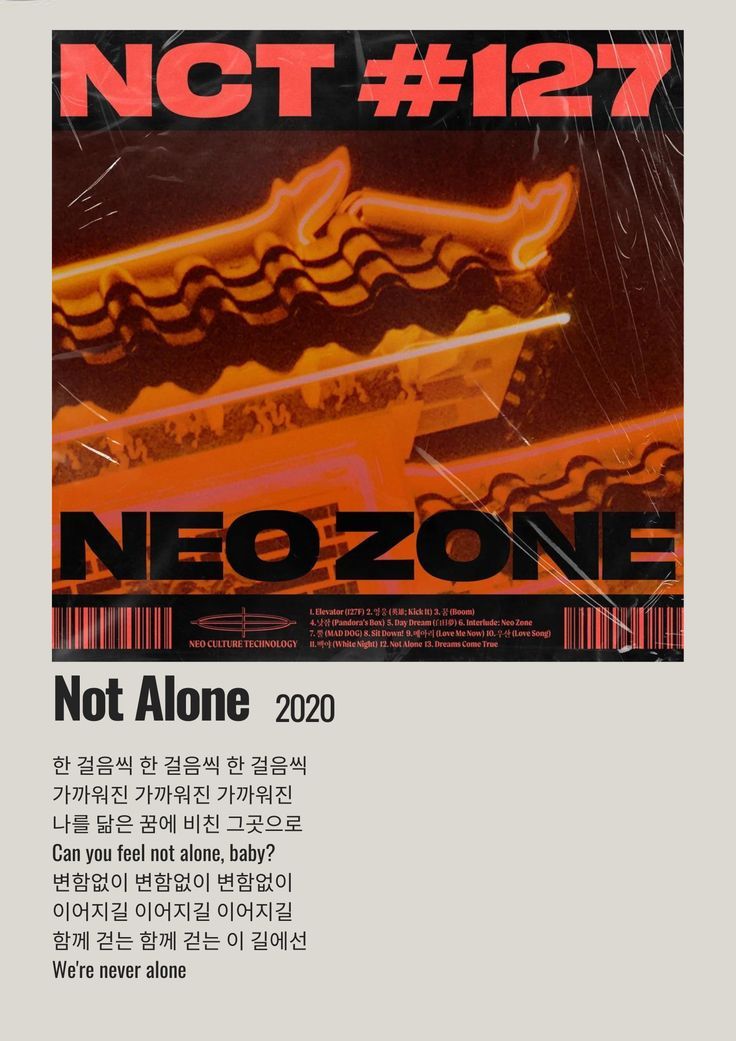 NCT #127
NEO ZONE
NEO CULTURE TECHNOLOGY
1. Elevator (127F) 2. 영웅 (英雄; Kick It) 3. 꿈 (Boom)
4. 낮잠 (Pandora's Box) 5. Day Dream (白日夢) 6. Interlude: Neo Zone
7. 뿔 (MAD DOG) 8. Sit Down! 9. 메아리 (Love Me Now) 10. 우산 (Love Song)
11. 백야 (White Night) 12. Not Alone 13. Dreams Come True
Not Alone 2020
한 걸음씩 한 걸음씩 한 걸음씩
가까워진 가까워진 가까워진
나를 닮은 꿈에 비친 그곳으로
Can you feel not alone, baby?
변함없이 변함없이 변함없이
이어지길 이어지길 이어지길
함께 걷는 함께 걷는 이 길에선
We're never alone